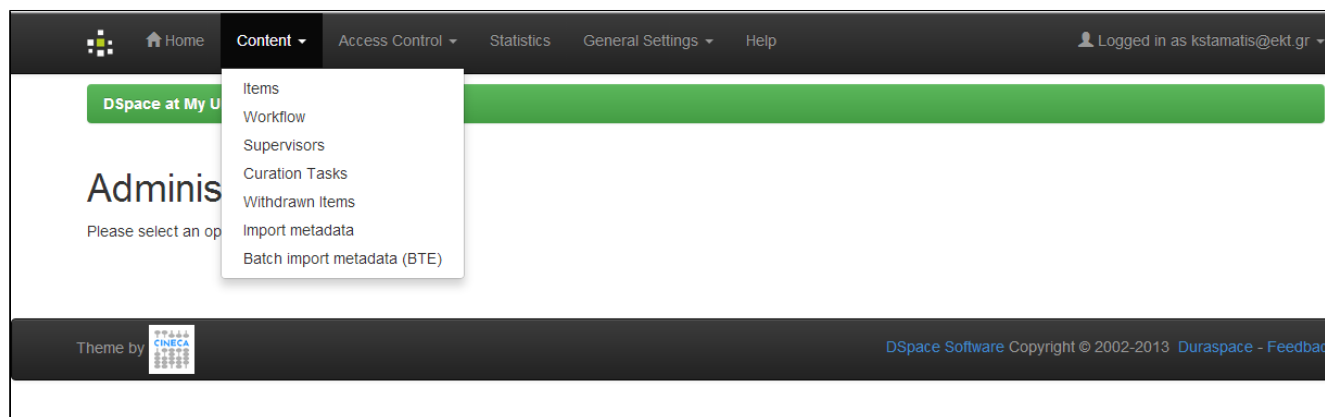 Home Content Access Control Statistics General Settings Help Logged in as kstamatis@ekt.gr
DSpace at My U
Items
Workflow
Supervisors
Curation Tasks
Withdrawn Items
Import metadata
Batch import metadata (BTE)
Adminis
Please select an op
Theme by CINECA DSpace Software Copyright © 2002-2013 Duraspace - Feedbac